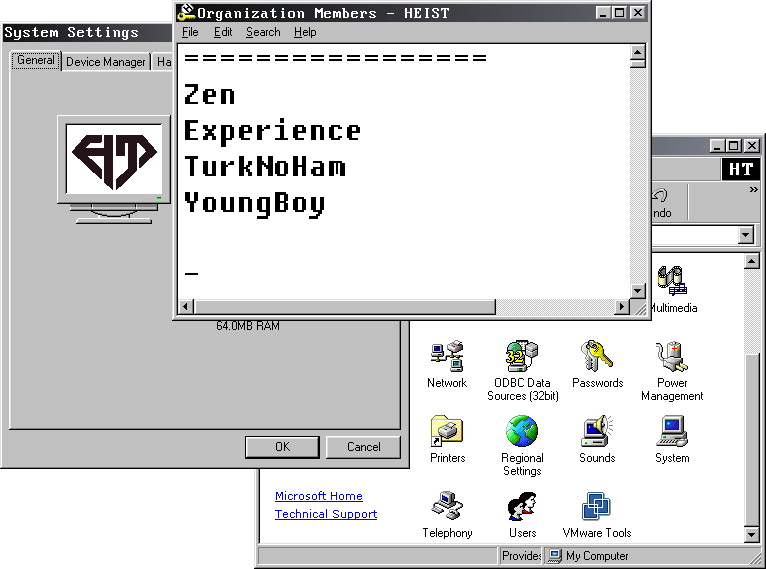 System Settings
General
Device Manager
Ha
OK
Cancel
64.0MB RAM
Organization Members - HEIST
File Edit Search Help
=================
Zen
Experience
TurkNoHam
YoungBoy
_
HT
»
ndo
Multimedia
Network
ODBC Data
Sources (32bit)
Passwords
Power
Management
Printers
Regional
Settings
Sounds
System
Microsoft Home
Technical Support
Telephony
Users
VMware Tools
Provides
My Computer